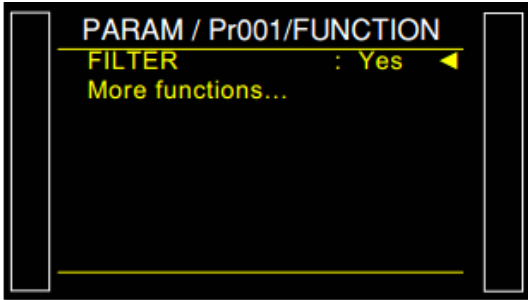 PARAM / Pr001/FUNCTION
FILTER : Yes ◄
More functions...